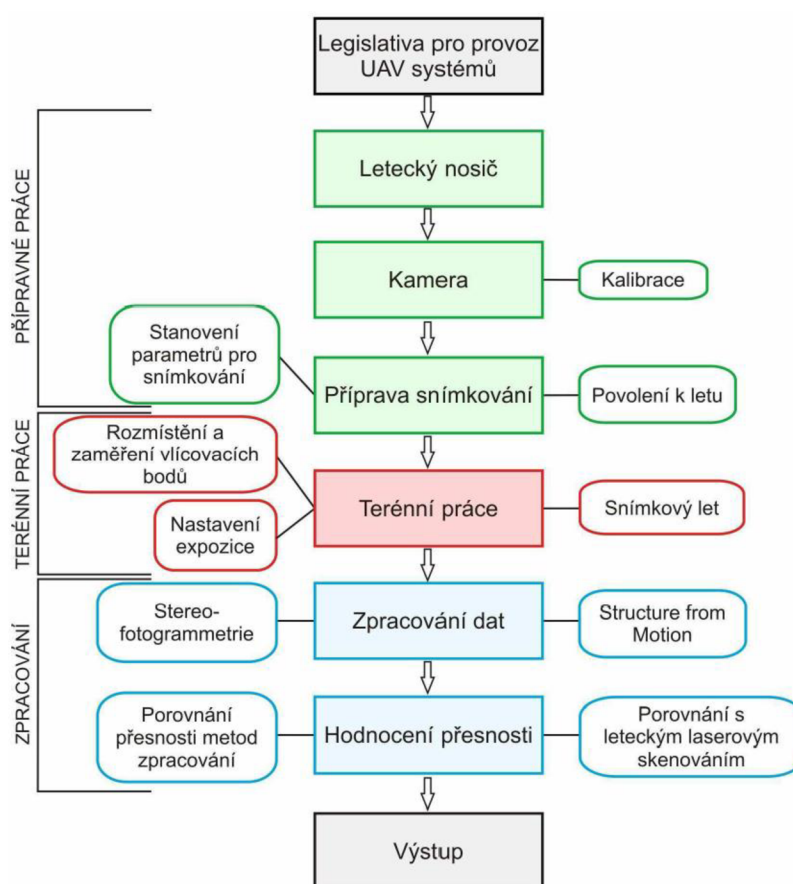 Legislativa pro provoz
UAV systémů
PŘÍPRAVNÉ PRÁCE
Letecký nosič
Kamera
Kalibrace
Stanovení
parametrů pro
snímkování
Příprava snímkování
Povolení k letu
TERÉNNÍ PRÁCE
Rozmístění a
zaměření vlícovacích
bodů
Nastavení
expozice
Terénní práce
Snímkový let
ZPRACOVÁNÍ
Stereo-
fotogrammetrie
Zpracování dat
Structure from
Motion
Porovnání
přesnosti metod
zpracování
Hodnocení přesnosti
Porovnání s
leteckým laserovým
skenováním
Výstup